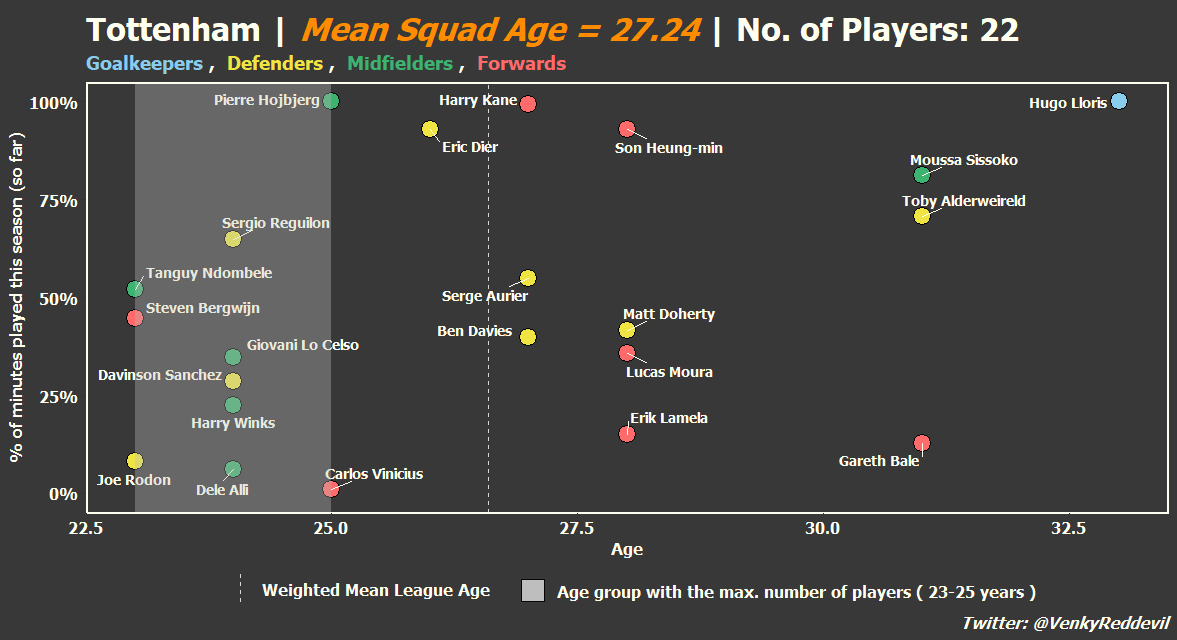 Tottenham | Mean Squad Age = 27.24 | No. of Players: 22
Goalkeepers , Defenders , Midfielders , Forwards
% of minutes played this season (so far)
100%
75%
50%
25%
0%
Pierre Hojbjerg
Harry Kane
Hugo Lloris
Eric Dier
Son Heung-min
Moussa Sissoko
Toby Alderweireld
Sergio Reguilon
Tanguy Ndombele
Serge Aurier
Steven Bergwijn
Matt Doherty
Ben Davies
Giovani Lo Celso
Lucas Moura
Davinson Sanchez
Harry Winks
Erik Lamela
Gareth Bale
Joe Rodon
Carlos Vinicius
Dele Alli
22.5 25.0 27.5 30.0 32.5
Age
Weighted Mean League Age
Age group with the max. number of players ( 23-25 years )
Twitter: @VenkyReddevil